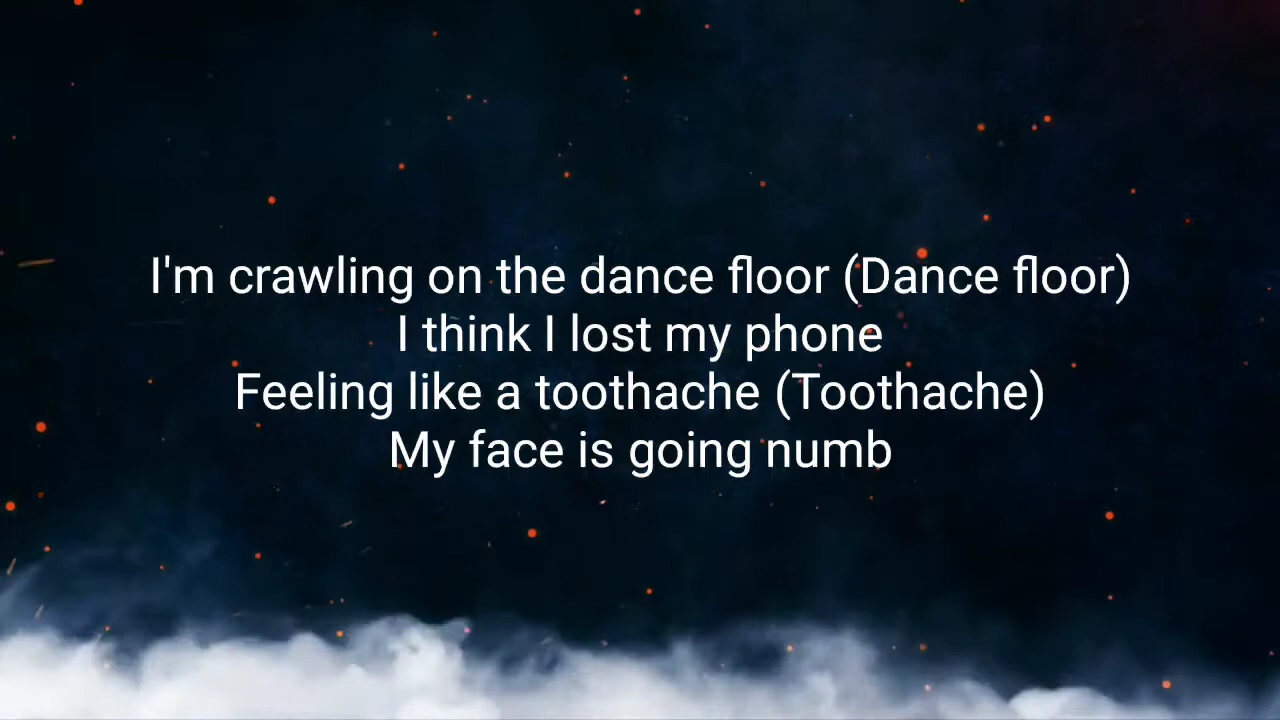 I'm crawling on the dance floor (Dance floor)
I think I lost my phone
Feeling like a toothache (Toothache)
My face is going numb